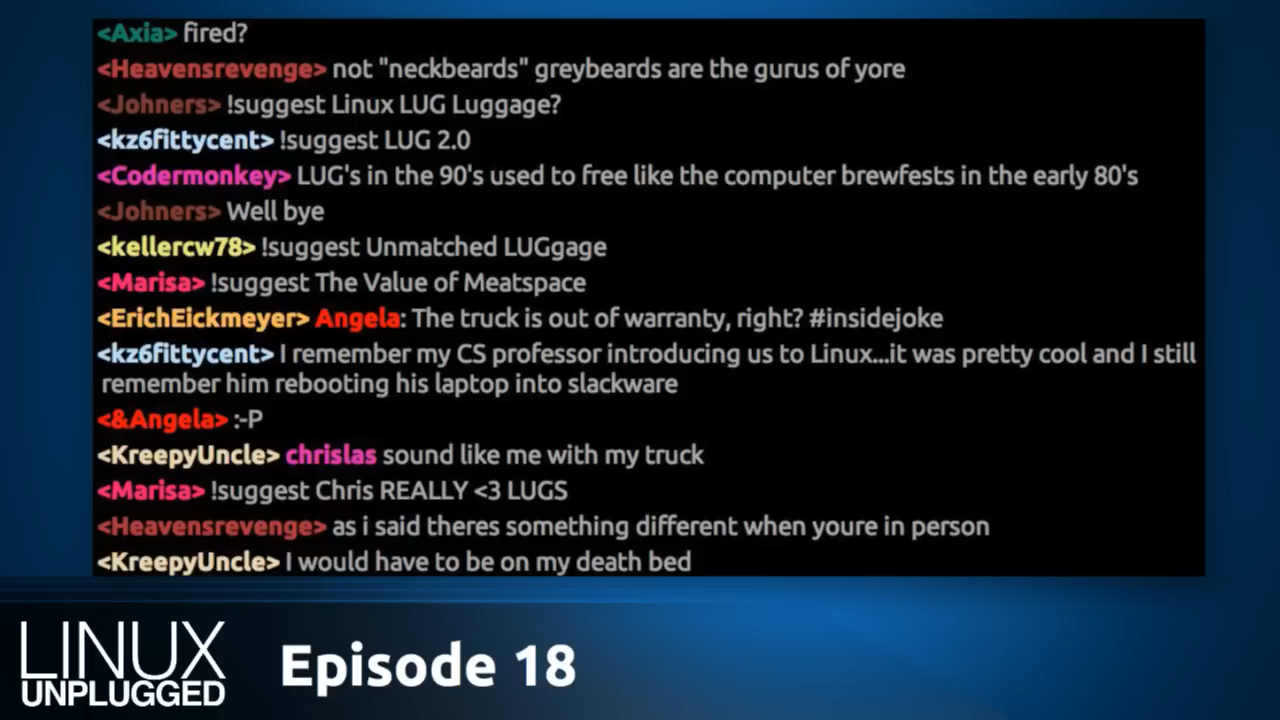 <Axia> fired?
<Heavensrevenge> not "neckbeards" greybeards are the gurus of yore
<Johners> !suggest Linux LUG Luggage?
<kz6fittycent> !suggest LUG 2.0
<Codermonkey> LUG's in the 90's used to free like the computer brewfests in the early 80's
<Johners> Well bye
<kellercw78> !suggest Unmatched LUGgage
<Marisa> !suggest The Value of Meatspace
<ErichEickmeyer> Angela: The truck is out of warranty, right? #insidejoke
<kz6fittycent> I remember my CS professor introducing us to Linux...it was pretty cool and I still
remember him rebooting his laptop into slackware
<&Angela> :-P
<KreepyUncle> chrislas sound like me with my truck
<Marisa> !suggest Chris REALLY <3 LUGS
<Heavensrevenge> as i said theres something different when youre in person
<KreepyUncle> I would have to be on my death bed
LINUX
UNPLUGGED
Episode 18